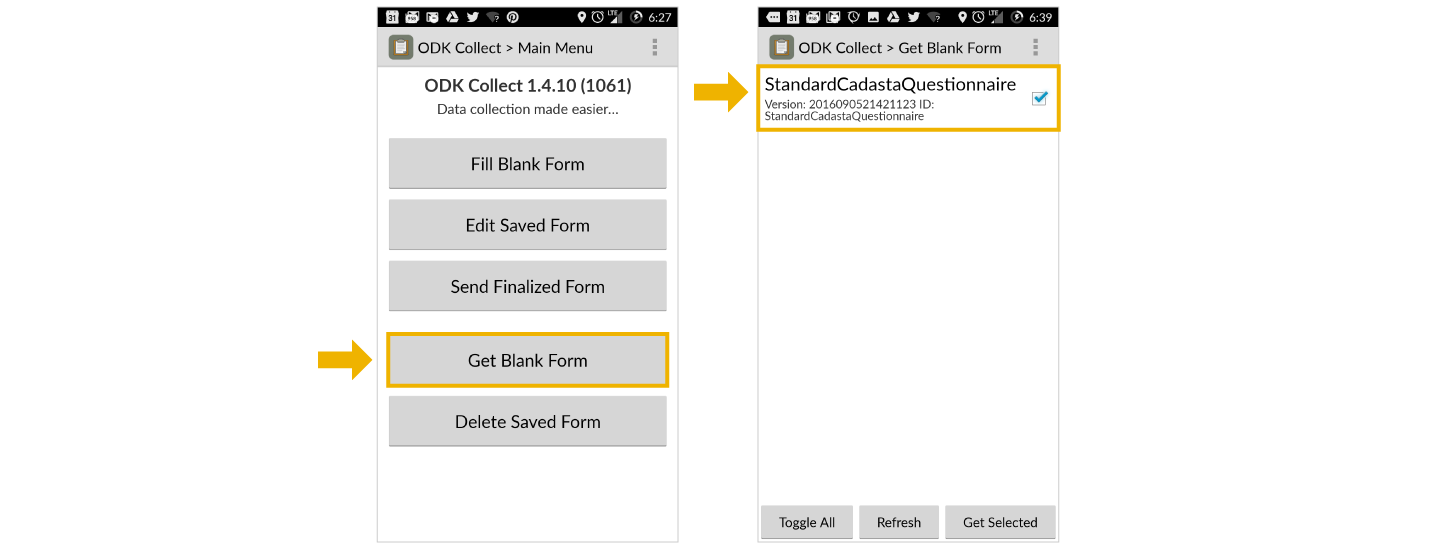 6:27
ODK Collect > Main Menu
ODK Collect 1.4.10 (1061)
Data collection made easier...
Fill Blank Form
Edit Saved Form
Send Finalized Form
Get Blank Form
Delete Saved Form
6:39
ODK Collect > Get Blank Form
StandardCadastaQuestionnaire
Version: 2016090521421123 ID:
StandardCadastaQuestionnaire
Toggle All
Refresh
Get Selected